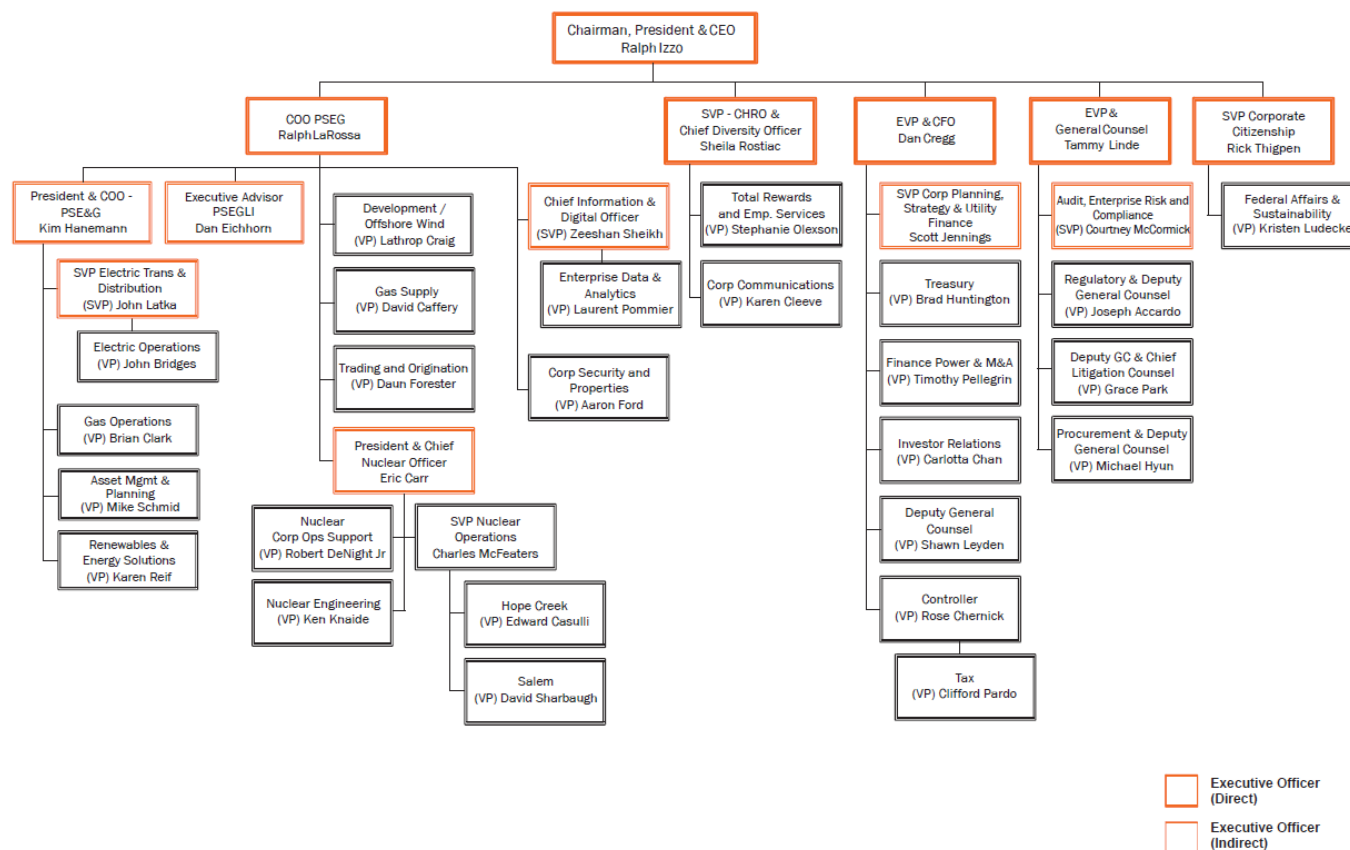 Chairman, President & CEO
Ralph Izzo
COO PSEG
Ralph LaRossa
SVP - CHRO &
Chief Diversity Officer
Sheila Rostiac
EVP & CFO
Dan Cregg
EVP &
General Counsel
Tammy Linde
SVP Corporate
Citizenship
Rick Thigpen
President & COO -
PSE&G
Kim Hanemann
Executive Advisor
PSEGLI
Dan Eichhorn
Development /
Offshore Wind
(VP) Lathrop Craig
Chief Information &
Digital Officer
(SVP) Zeeshan Sheikh
Total Rewards
and Emp. Services
(VP) Stephanie Olexson
SVP Corp Planning,
Strategy & Utility
Finance
Scott Jennings
Audit, Enterprise Risk and
Compliance
(SVP) Courtney McCormick
Federal Affairs &
Sustainability
(VP) Kristen Ludecke
SVP Electric Trans &
Distribution
(SVP) John Latka
Gas Supply
(VP) David Caffery
Enterprise Data &
Analytics
(VP) Laurent Pommier
Corp Communications
(VP) Karen Cleeve
Treasury
(VP) Brad Huntington
Regulatory & Deputy
General Counsel
(VP) Joseph Accardo
Electric Operations
(VP) John Bridges
Trading and Origination
(VP) Daun Forester
Corp Security and
Properties
(VP) Aaron Ford
Finance Power & M&A
(VP) Timothy Pellegrin
Deputy GC & Chief
Litigation Counsel
(VP) Grace Park
Gas Operations
(VP) Brian Clark
President & Chief
Nuclear Officer
Eric Carr
Investor Relations
(VP) Carlotta Chan
Procurement & Deputy
General Counsel
(VP) Michael Hyun
Asset Mgmt &
Planning
(VP) Mike Schmid
Nuclear
Corp Ops Support
(VP) Robert DeNight Jr
SVP Nuclear
Operations
Charles McFeaters
Deputy General
Counsel
(VP) Shawn Leyden
Renewables &
Energy Solutions
(VP) Karen Reif
Nuclear Engineering
(VP) Ken Knaide
Hope Creek
(VP) Edward Casulli
Controller
(VP) Rose Chernick
Salem
(VP) David Sharbaugh
Tax
(VP) Clifford Pardo
Executive Officer
(Direct)
Executive Officer
(Indirect)